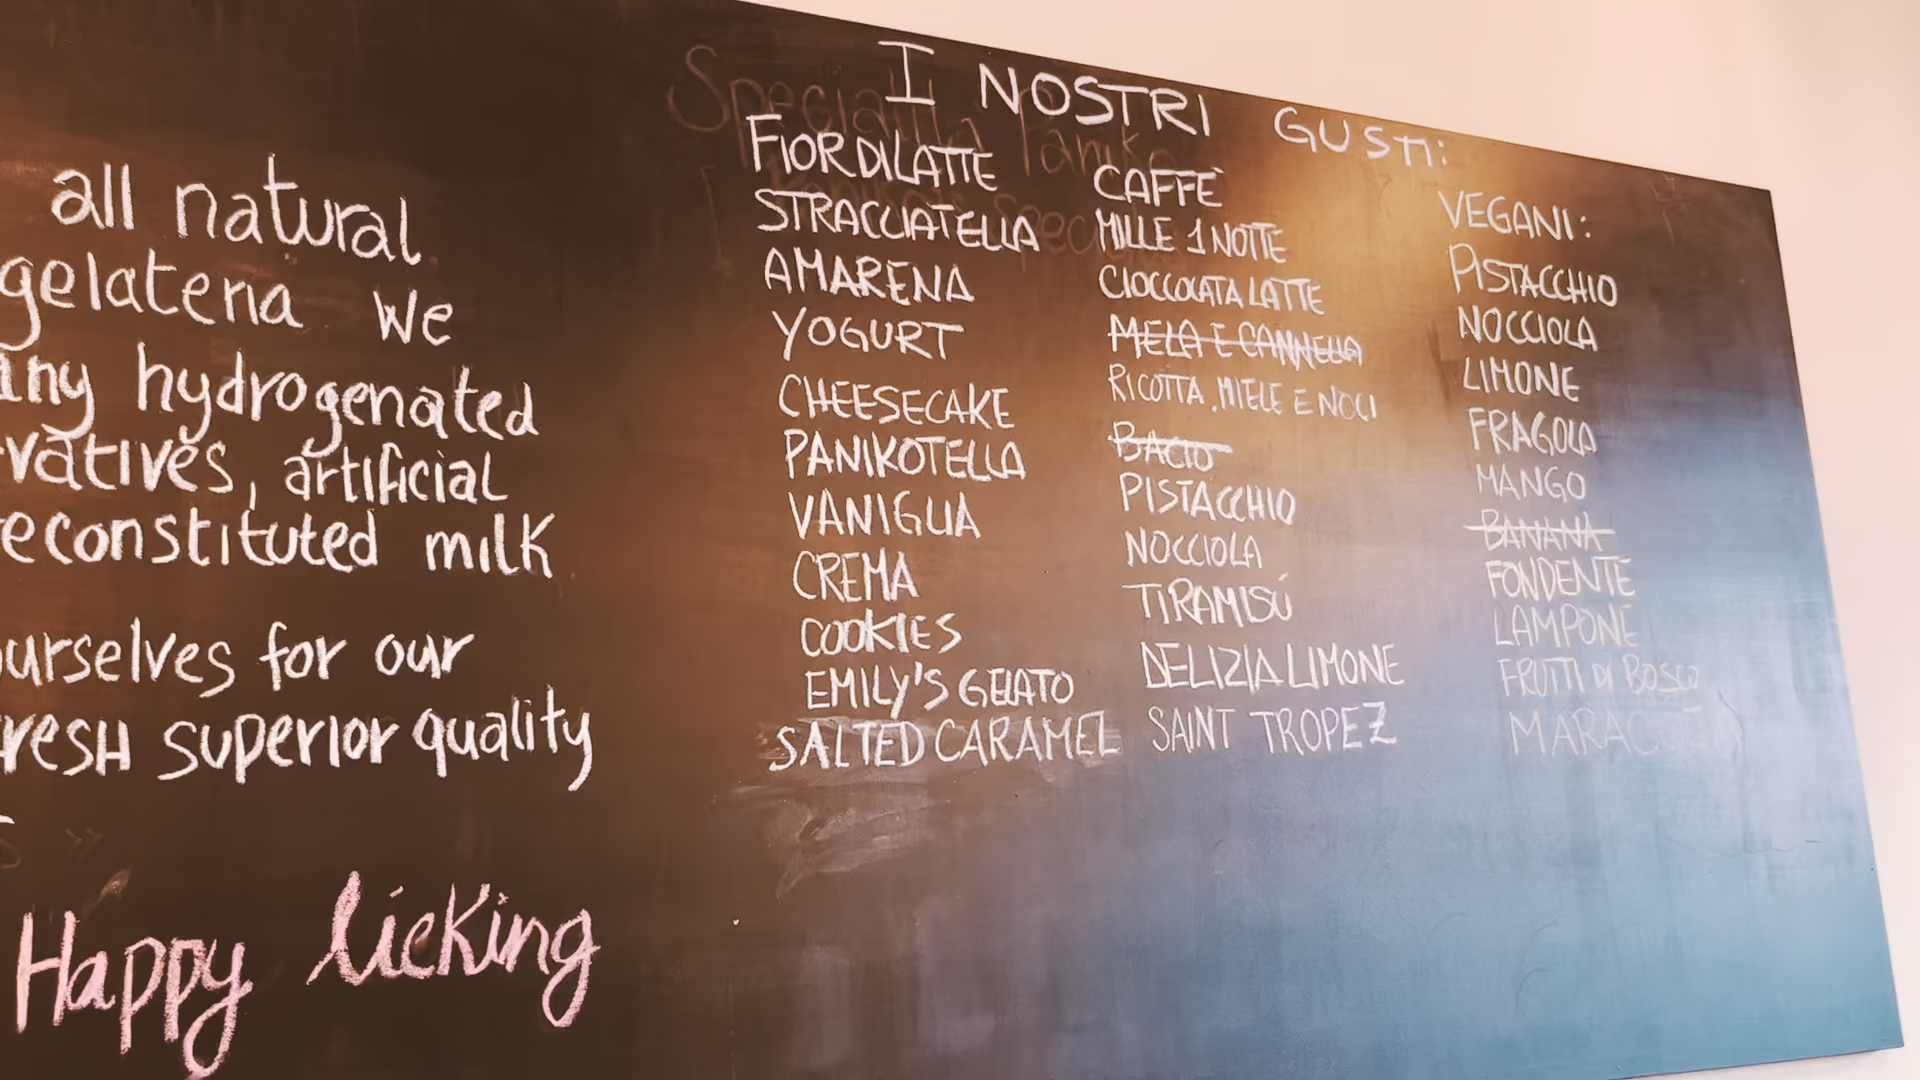 all natural
gelateria we
any hydrogenated
vatives, artificial
econstituted milk
ourselves for our
resh superior quality
Happy licking
I NOSTRI GUSTI:
FIORDILATTE
STRACCIATELLA
AMARENA
YOGURT
CHEESECAKE
PANIKOTELLA
VANIGLIA
CREMA
COOKIES
EMILY'S GELATO
SALTED CARAMEL
CAFFÈ
MILLE 1 NOTTE
CIOCCOLATA LATTE
MELA E CANNELLA
RICOTTA, MIELE E NOCI
BACIO
PISTACCHIO
NOCCIOLA
TIRAMISÚ
DELIZIA LIMONE
SAINT TROPEZ
VEGANI:
PISTACCHIO
NOCCIOLA
LIMONE
FRAGOLA
MANGO
BANANA
FONDENTE
LAMPONE
FRUTTI DI BOSCO